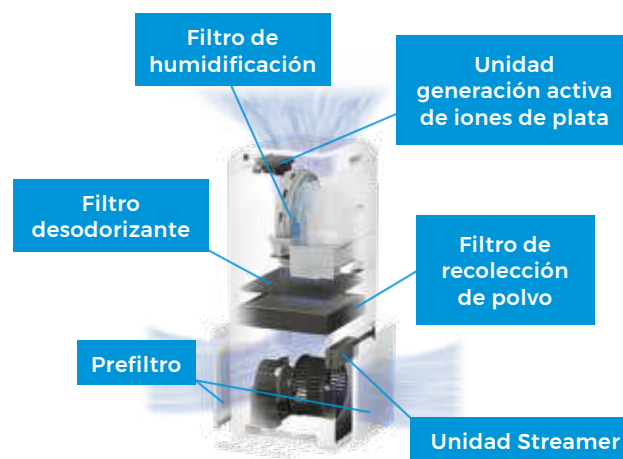 Filtro de
humidificación
Unidad
generación activa
de iones de plata
Filtro
desodorizante
Filtro de
recolección
de polvo
Prefiltro
Unidad Streamer